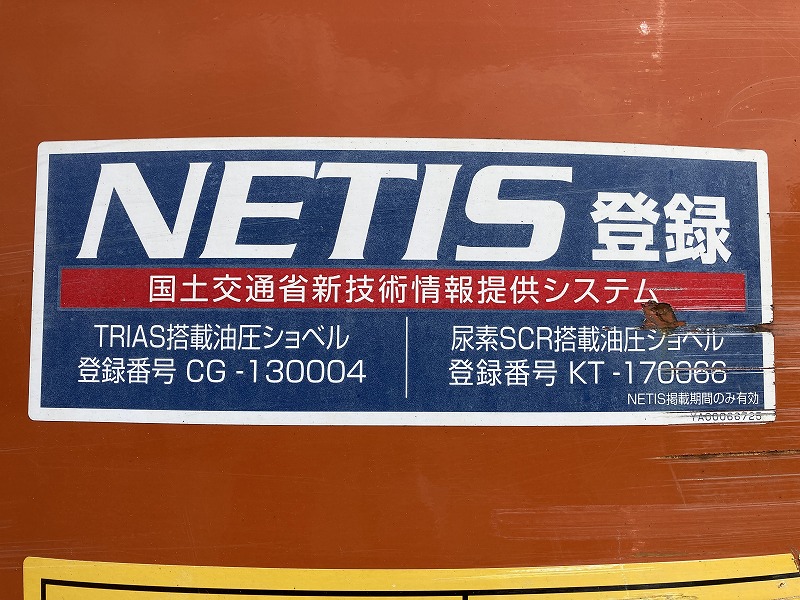 NETIS 登録
国土交通省新技術情報提供システム
TRIAS搭載油圧ショベル
登録番号 CG -130004
尿素SCR搭載油圧ショベル
登録番号 KT -170066
NETIS掲載期間のみ有効
YA00066725